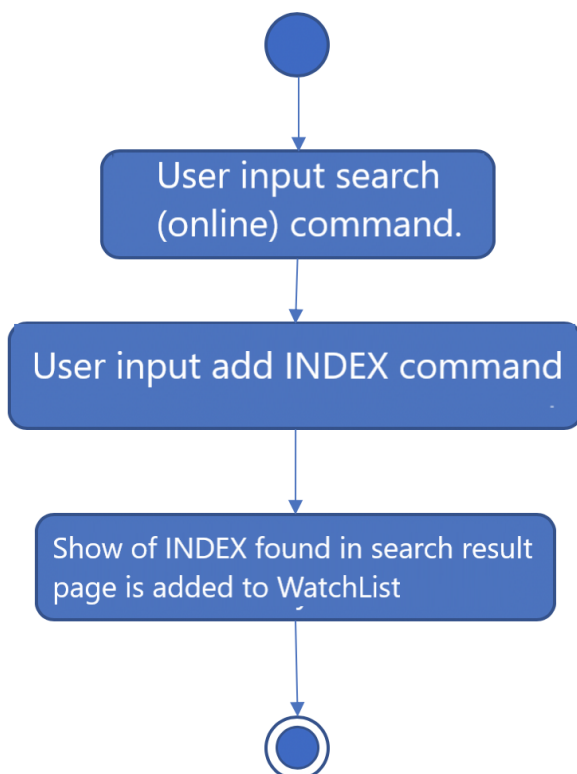 User input search
(online) command.
User input add INDEX command
Show of INDEX found in search result
page is added to WatchList